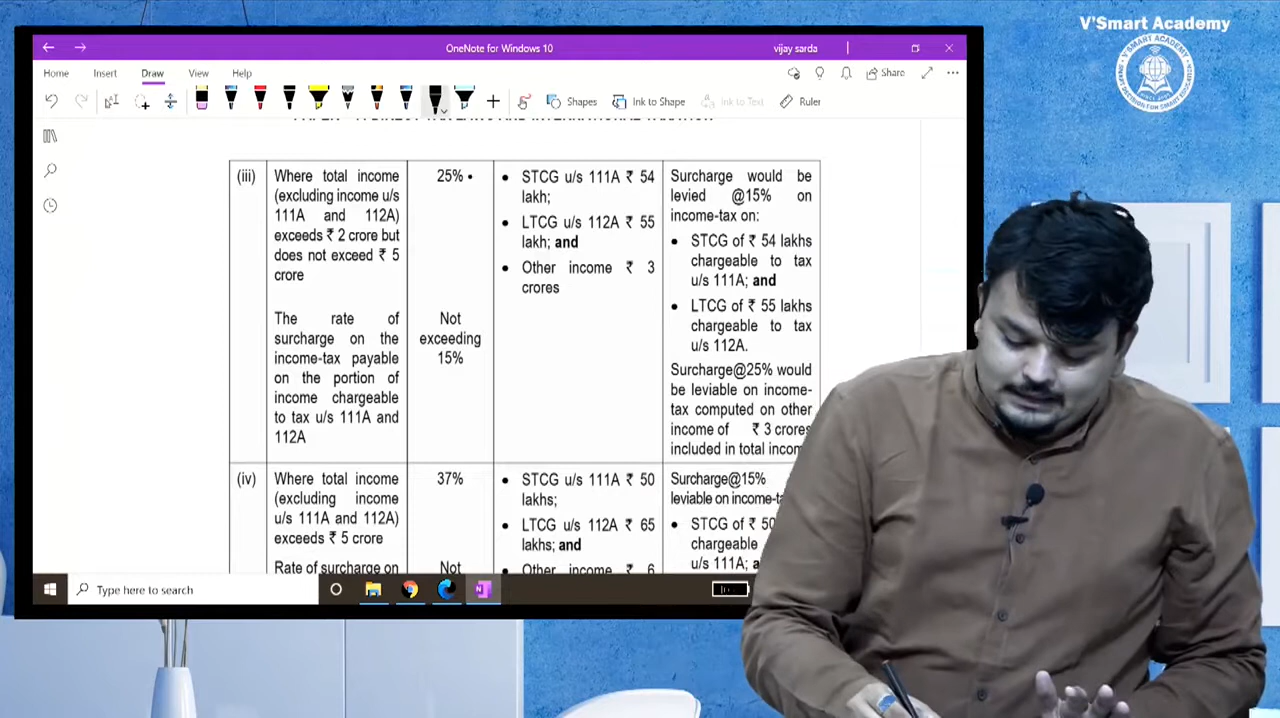 V'Smart Academy
V'SMART ACADEMY
OneNote for Windows 10
vijay sarda
Home
Insert
Draw
View
Help
Share
Shapes
Ink to Shape
Ink to Text
Ruler
(iii)
Where total income
(excluding income u/s
111A and 112A)
exceeds ₹ 2 crore but
does not exceed ₹ 5
crore
The rate of
surcharge on the
income-tax payable
on the portion of
income chargeable
to tax u/s 111A and
112A
25%
Not
exceeding
15%
• STCG u/s 111A ₹ 54
lakh;
• LTCG u/s 112A ₹ 55
lakh; and
• Other income ₹ 3
crores
Surcharge would be
levied @15% on
income-tax on:
• STCG of ₹ 54 lakhs
chargeable to tax
u/s 111A; and
• LTCG of ₹ 55 lakhs
chargeable to tax
u/s 112A.
Surcharge@25% would
be leviable on income-
tax computed on other
income of ₹ 3 crores
included in total
(iv)
Where total income
(excluding income
u/s 111A and 112A)
exceeds ₹ 5 crore
Rate of surcharge on
37%
Not
• STCG u/s 111A ₹ 50
lakhs;
• LTCG u/s 112A ₹ 65
lakhs; and
• Other income ₹ 6
Surcharge@15%
leviable on
• STCG of ₹
chargeable
u/s 111A;
Type here to search